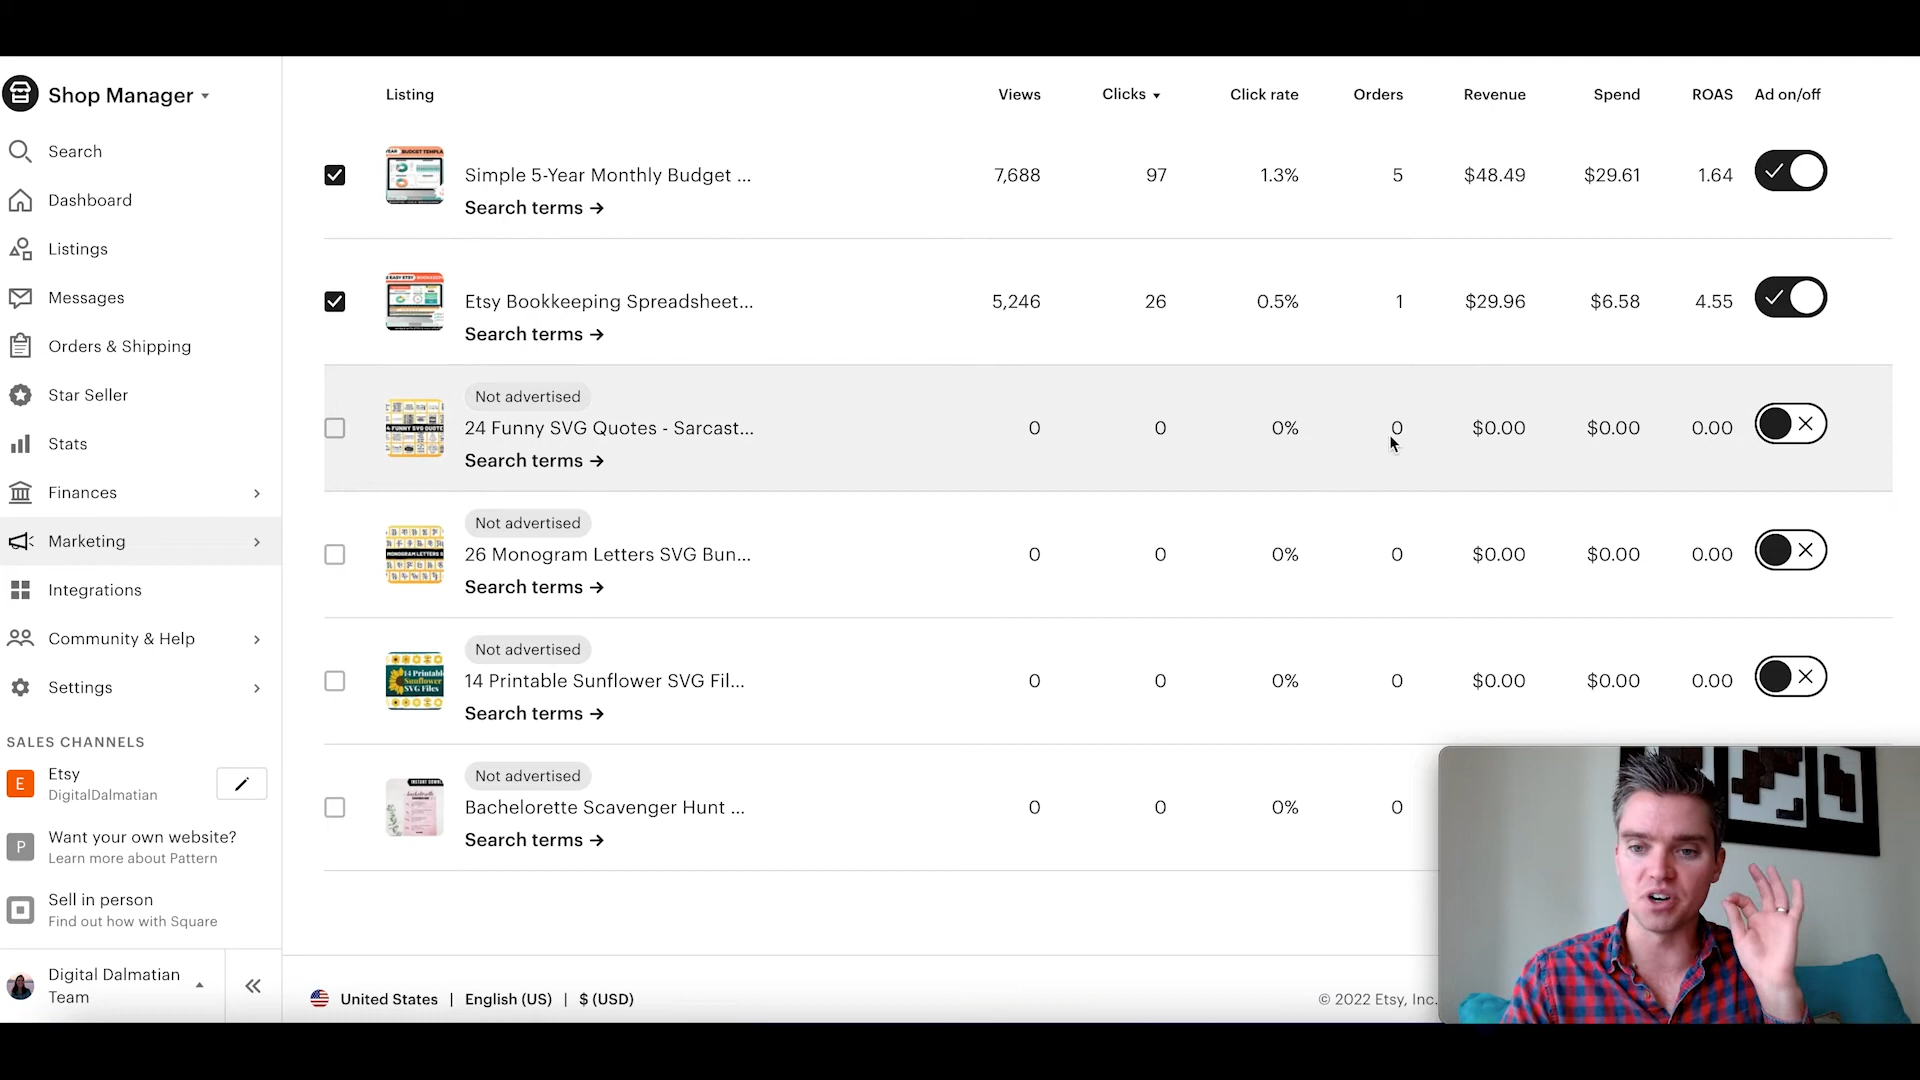 Shop Manager
Search
Dashboard
Listings
Messages
Orders & Shipping
Star Seller
Stats
Finances
Marketing
Integrations
Community & Help
Settings
SALES CHANNELS
E
Etsy
DigitalDalmatian
P
Want your own website?
Learn more about Pattern
Sell in person
Find out how with Square
Digital Dalmatian
Team
Listing Views Clicks Click rate Orders Revenue Spend ROAS Ad on/off
Simple 5-Year Monthly Budget ... 7,688 97 1.3% 5 $48.49 $29.61 1.64
Search terms →
Etsy Bookkeeping Spreadsheet... 5,246 26 0.5% 1 $29.96 $6.58 4.55
Search terms →
Not advertised
24 Funny SVG Quotes - Sarcast... 0 0 0% 0 $0.00 $0.00 0.00
Search terms →
Not advertised
26 Monogram Letters SVG Bun... 0 0 0% 0 $0.00 $0.00 0.00
Search terms →
Not advertised
14 Printable Sunflower SVG Fil... 0 0 0% 0 $0.00 $0.00 0.00
Search terms →
14 Printable
Sunflower
SVG Files
Not advertised
Bachelorette Scavenger Hunt ... 0 0 0% 0
Search terms →
United States | English (US) | $ (USD)
© 2022 Etsy, Inc.